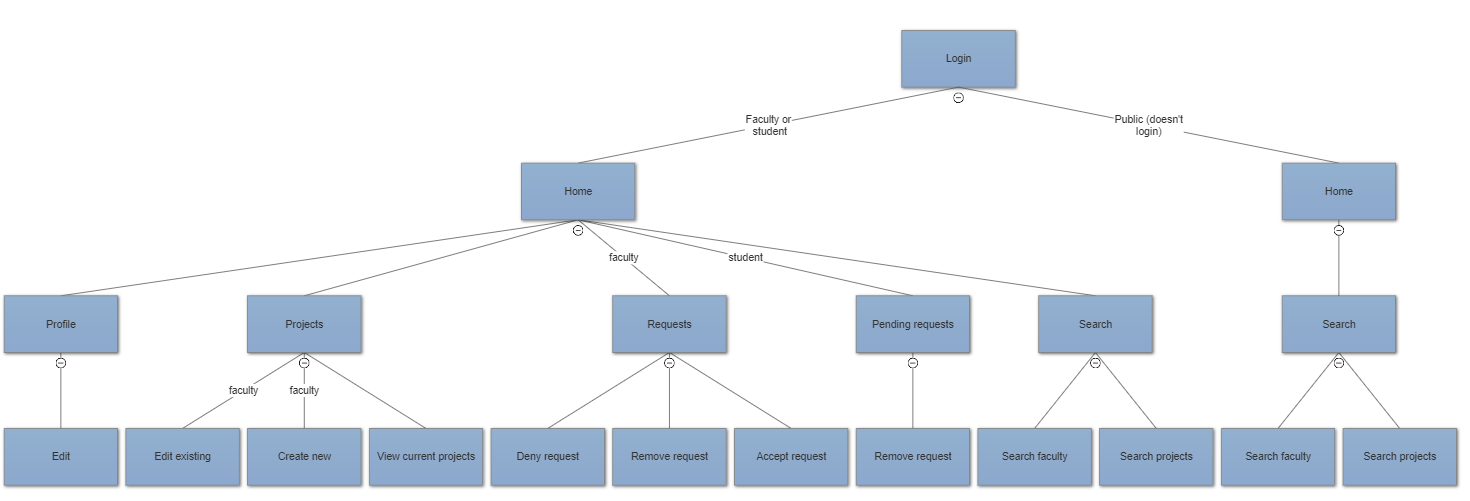 Login
Faculty or
student
Public (doesn't
login)
Home
Home
faculty
student
Profile
Projects
Requests
Pending requests
Search
Search
faculty
faculty
Edit
Edit existing
Create new
View current projects
Deny request
Remove request
Accept request
Remove request
Search faculty
Search projects
Search faculty
Search projects